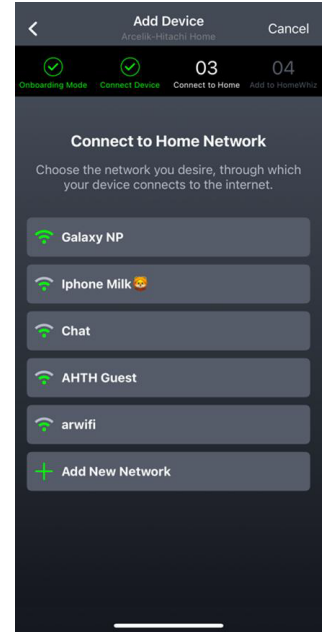 Add Device
Arcelik-Hitachi Home
Cancel
03
04
Onboarding Mode
Connect Device
Connect to Home
Add to HomeWhiz
Connect to Home Network
Choose the network you desire, through which
your device connects to the internet.
Galaxy NP
Iphone Milk🐯
Chat
AHTH Guest
arwifi
Add New Network